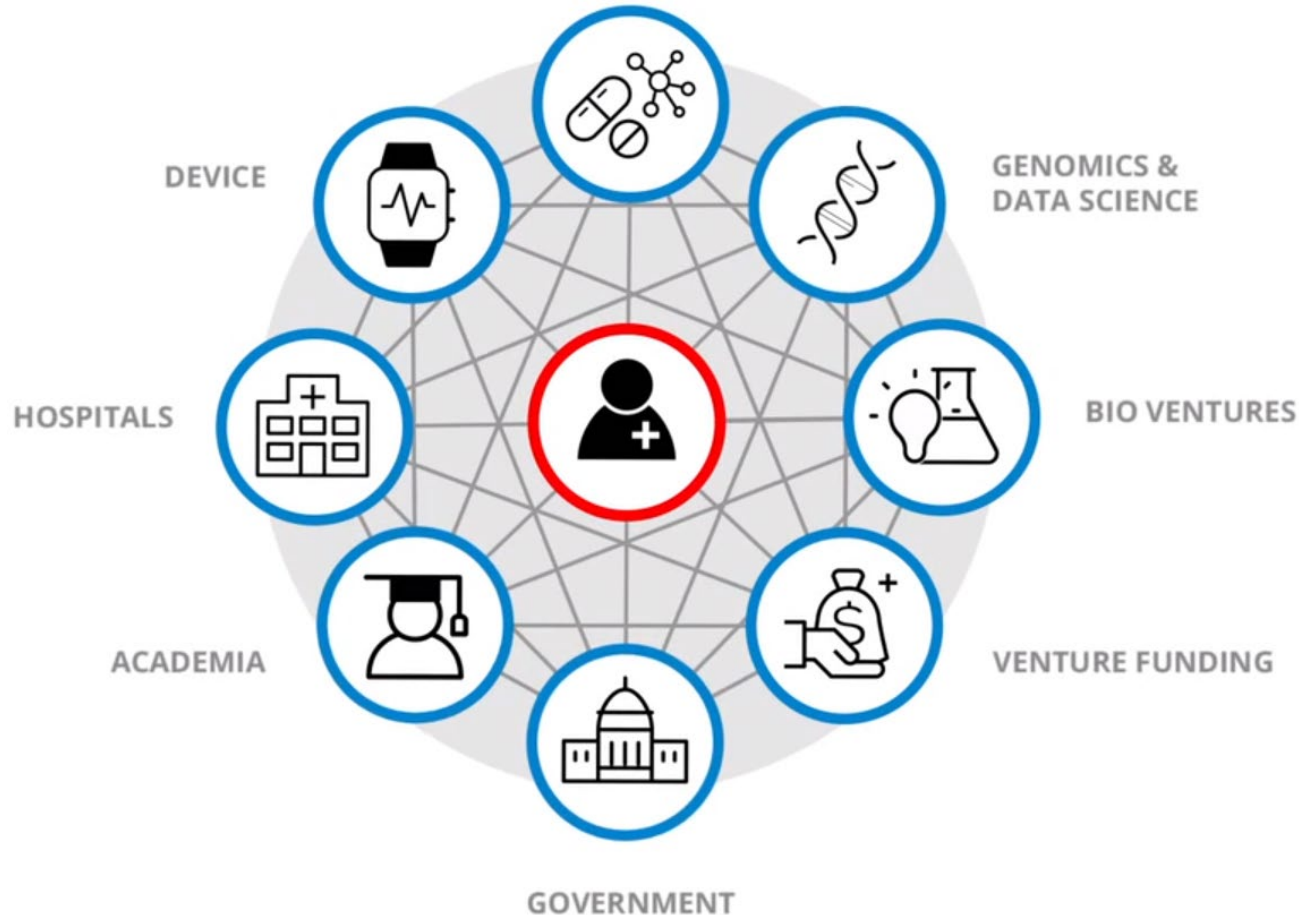 DEVICE
GENOMICS &
DATA SCIENCE
HOSPITALS
BIO VENTURES
ACADEMIA
VENTURE FUNDING
GOVERNMENT